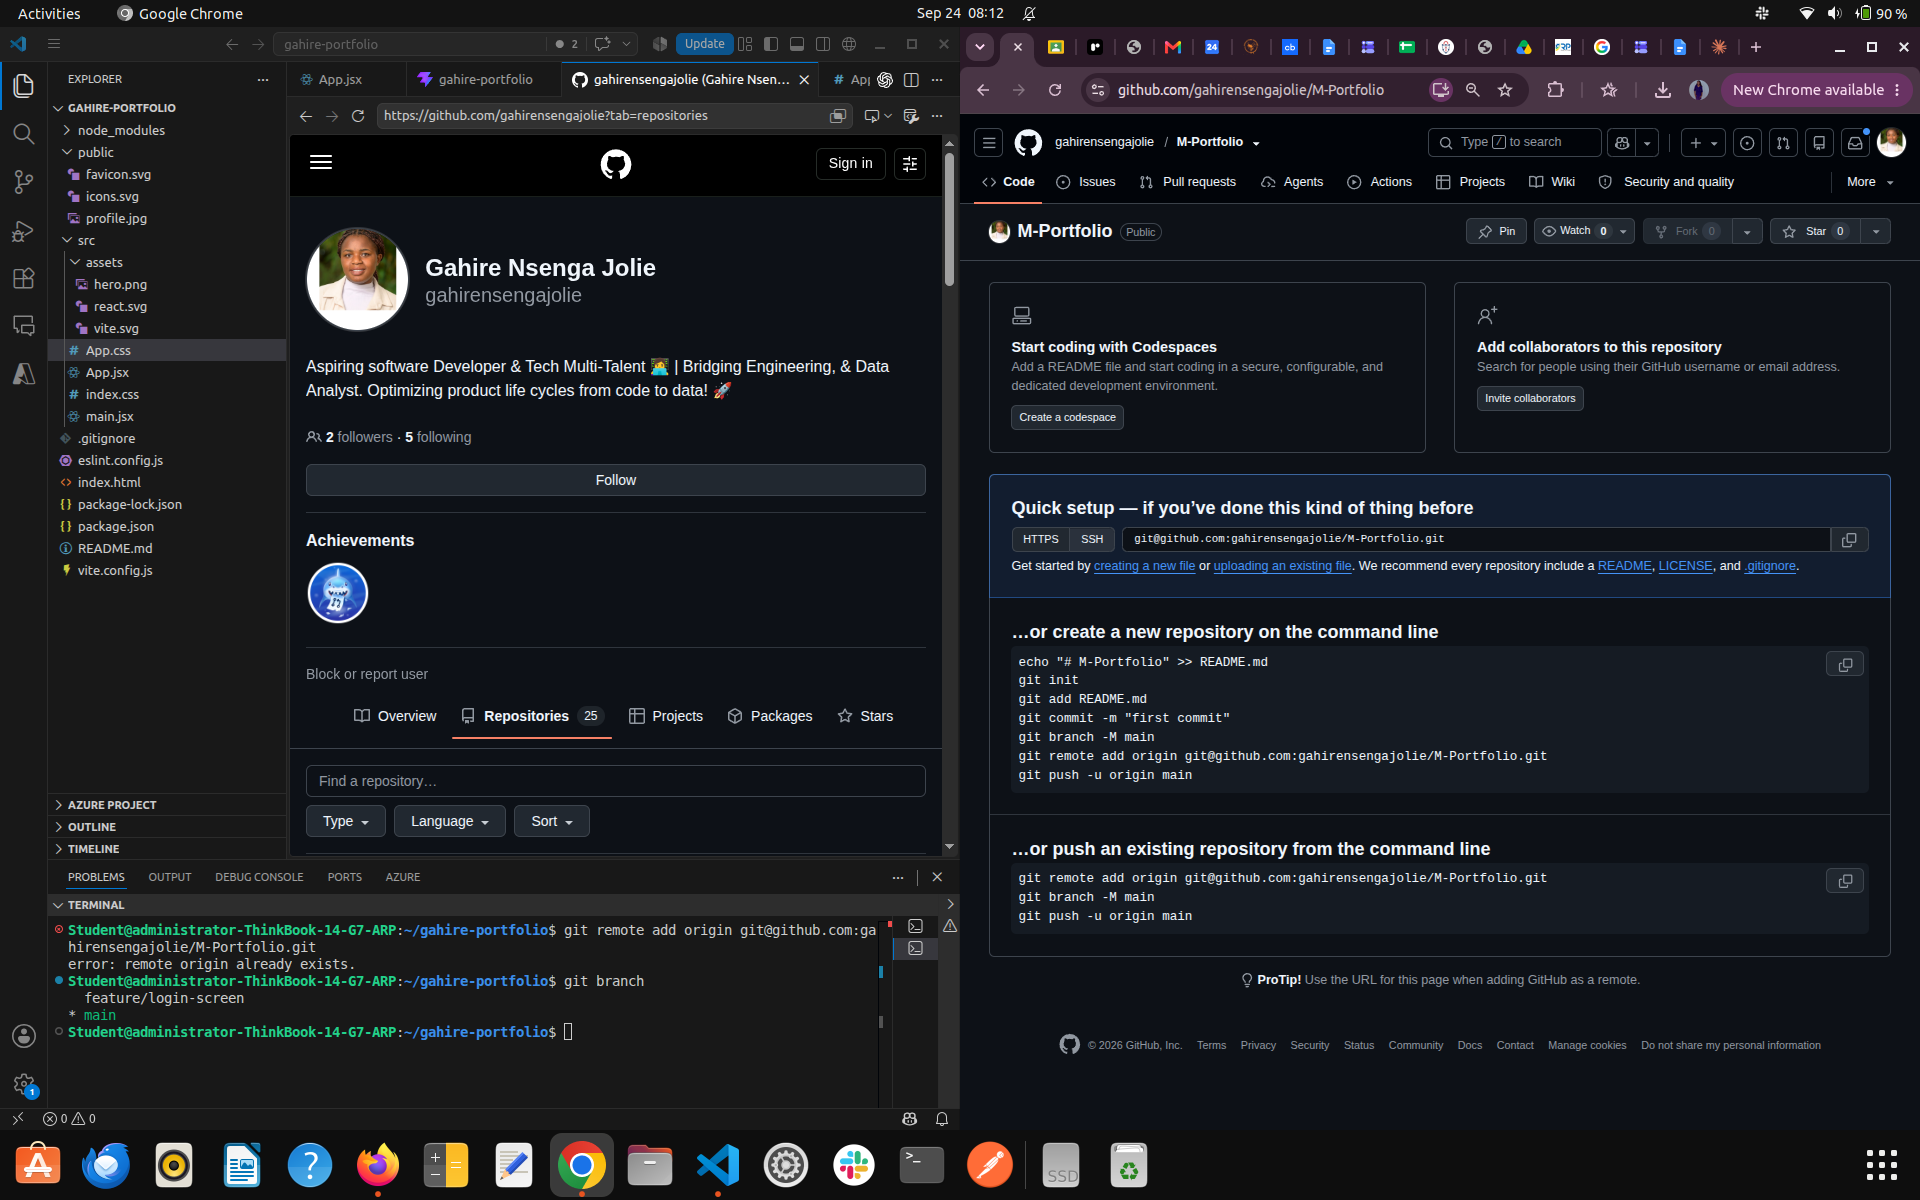 Activities
Google Chrome
Sep 24 08:12
90 %
gahire-portfolio
2
Update
EXPLORER
App.jsx
gahire-portfolio
gahirensengajolie (Gahire Nsen...
GAHIRE-PORTFOLIO
node_modules
public
favicon.svg
icons.svg
profile.jpg
src
assets
hero.png
react.svg
vite.svg
App.css
App.jsx
index.css
main.jsx
.gitignore
eslint.config.js
index.html
package-lock.json
package.json
README.md
vite.config.js
AZURE PROJECT
OUTLINE
TIMELINE
https://github.com/gahirensengajolie?tab=repositories
Sign in
Gahire Nsenga Jolie
gahirensengajolie
Aspiring software Developer & Tech Multi-Talent 👩‍💻 | Bridging Engineering, & Data
Analyst. Optimizing product life cycles from code to data! 🚀
2 followers · 5 following
Follow
Achievements
Block or report user
Overview
Repositories 25
Projects
Packages
Stars
Find a repository…
Type
Language
Sort
PROBLEMS
OUTPUT
DEBUG CONSOLE
PORTS
AZURE
TERMINAL
Student@administrator-ThinkBook-14-G7-ARP:~/gahire-portfolio$ git remote add origin git@github.com:ga
hirensengajolie/M-Portfolio.git
error: remote origin already exists.
Student@administrator-ThinkBook-14-G7-ARP:~/gahire-portfolio$ git branch
feature/login-screen
* main
Student@administrator-ThinkBook-14-G7-ARP:~/gahire-portfolio$
1
0 0
github.com/gahirensengajolie/M-Portfolio
New Chrome available
gahirensengajolie / M-Portfolio
Type / to search
Code
Issues
Pull requests
Agents
Actions
Projects
Wiki
Security and quality
More
M-Portfolio Public
Pin
Watch 0
Fork 0
Star 0
Start coding with Codespaces
Add a README file and start coding in a secure, configurable, and
dedicated development environment.
Create a codespace
Add collaborators to this repository
Search for people using their GitHub username or email address.
Invite collaborators
Quick setup — if you’ve done this kind of thing before
HTTPS
SSH
git@github.com:gahirensengajolie/M-Portfolio.git
Get started by creating a new file or uploading an existing file. We recommend every repository include a README, LICENSE, and .gitignore.
…or create a new repository on the command line
echo "# M-Portfolio" >> README.md
git init
git add README.md
git commit -m "first commit"
git branch -M main
git remote add origin git@github.com:gahirensengajolie/M-Portfolio.git
git push -u origin main
…or push an existing repository from the command line
git remote add origin git@github.com:gahirensengajolie/M-Portfolio.git
git branch -M main
git push -u origin main
ProTip! Use the URL for this page when adding GitHub as a remote.
© 2026 GitHub, Inc.
Terms
Privacy
Security
Status
Community
Docs
Contact
Manage cookies
Do not share my personal information
SSD